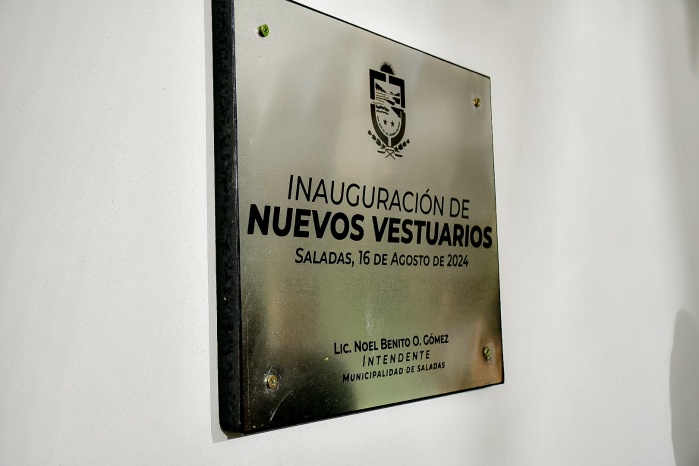 INAUGURACIÓN DE
NUEVOS VESTUARIOS
SALADAS, 16 DE AGOSTO DE 2024
LIC. NOEL BENITO O. GÓMEZ
INTENDENTE
MUNICIPALIDAD DE SALADAS